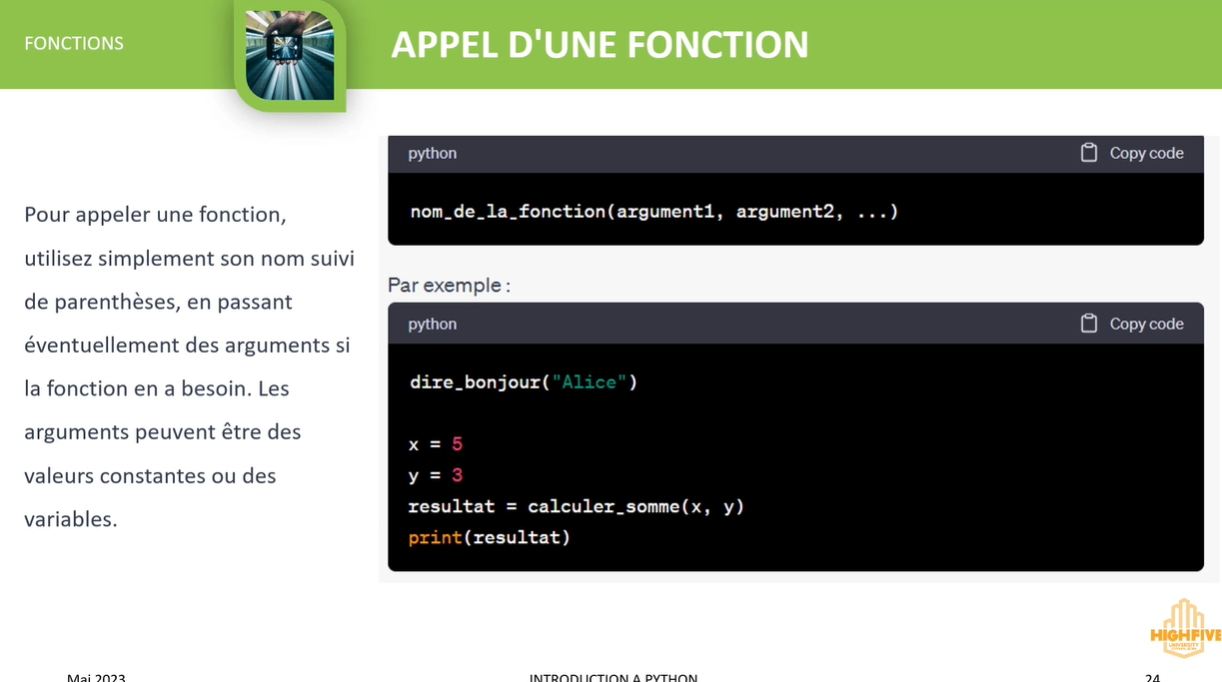 FONCTIONS
APPEL D'UNE FONCTION
Pour appeler une fonction,
utilisez simplement son nom suivi
de parenthèses, en passant
éventuellement des arguments si
la fonction en a besoin. Les
arguments peuvent être des
valeurs constantes ou des
variables.
python
Copy code
nom_de_la_fonction(argument1, argument2, ...)
Par exemple :
python
Copy code
dire_bonjour("Alice")
x = 5
y = 3
resultat = calculer_somme(x, y)
print(resultat)
HIGHFIVE
UNIVERSITY
Mai 2023
INTRODUCTION A PYTHON
24